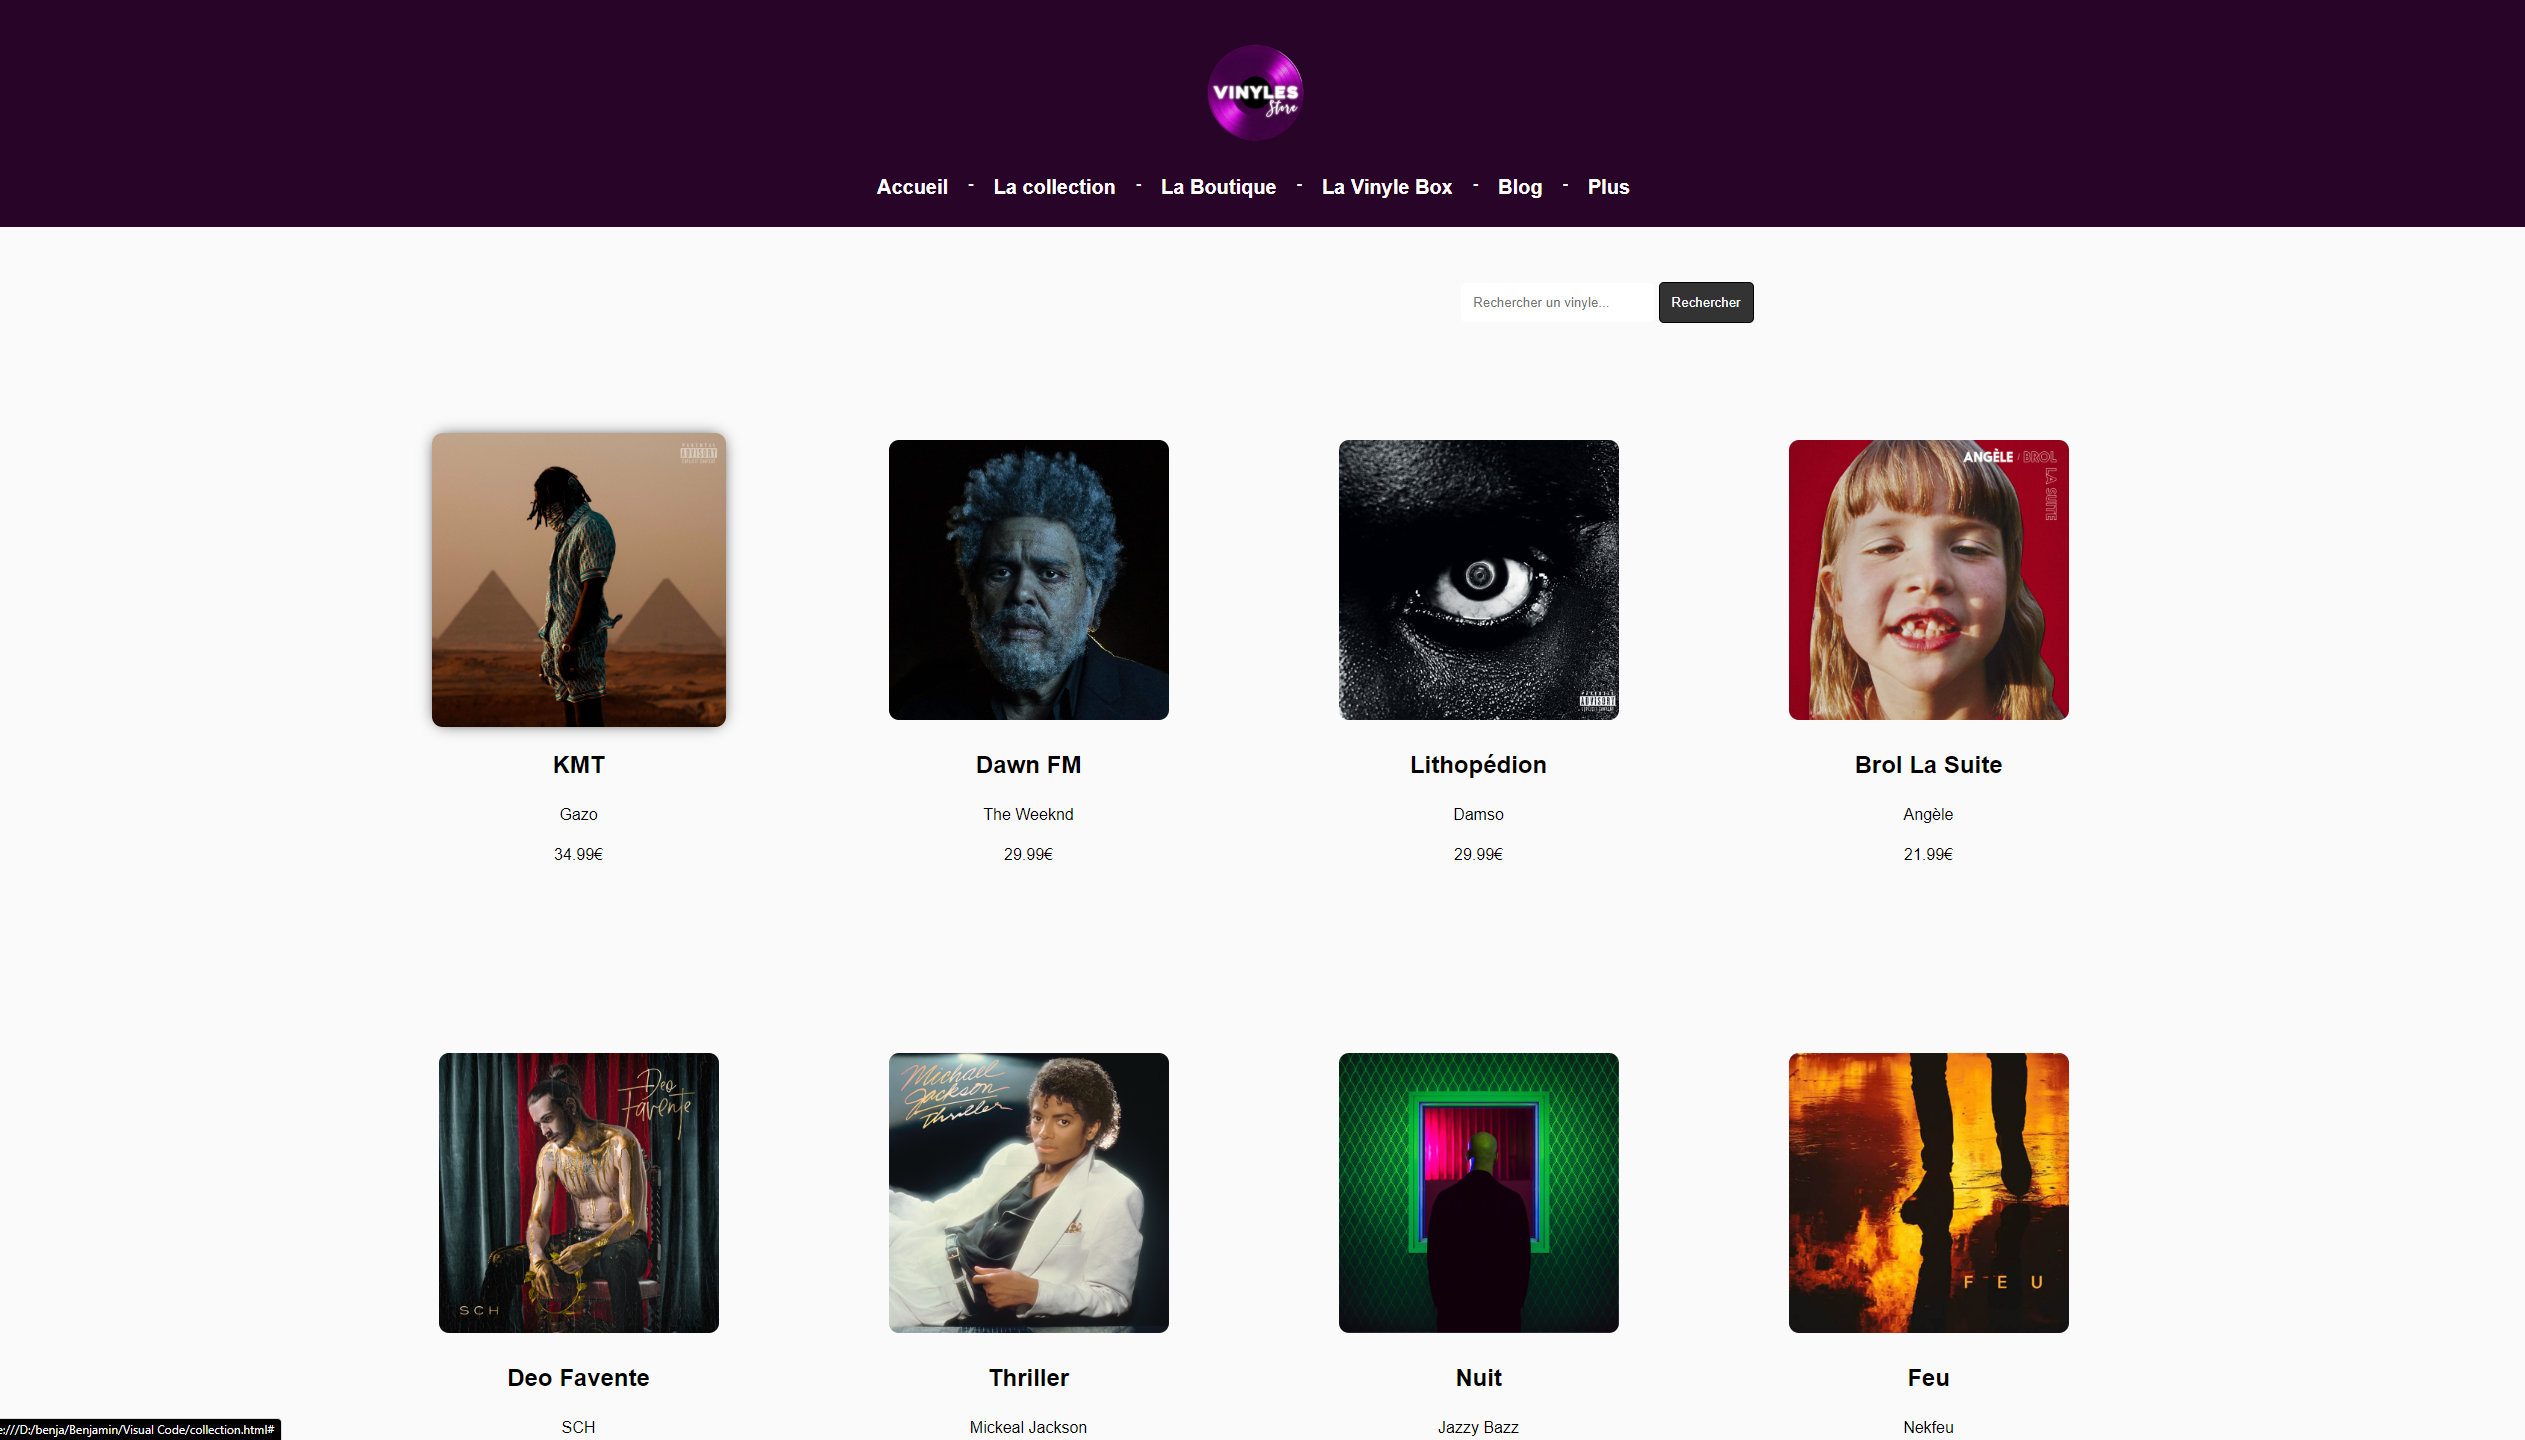 VINYLES
Store
Accueil - La collection - La Boutique - La Vinyle Box - Blog - Plus
Rechercher un vinyle... Rechercher
PARENTAL
ADVISORY
EXPLICIT CONTENT
ANGÈLE / BROL
LA SUITE
PARENTAL
ADVISORY
EXPLICIT CONTENT
KMT Dawn FM Lithopédion Brol La Suite
Gazo The Weeknd Damso Angèle
34.99€ 29.99€ 29.99€ 21.99€
Deo
Favente
SCH
Michael
Jackson
Thriller
FEU
Deo Favente Thriller Nuit Feu
SCH Mickeal Jackson Jazzy Bazz Nekfeu
e:///D:/benja/Benjamin/Visual Code/collection.html#